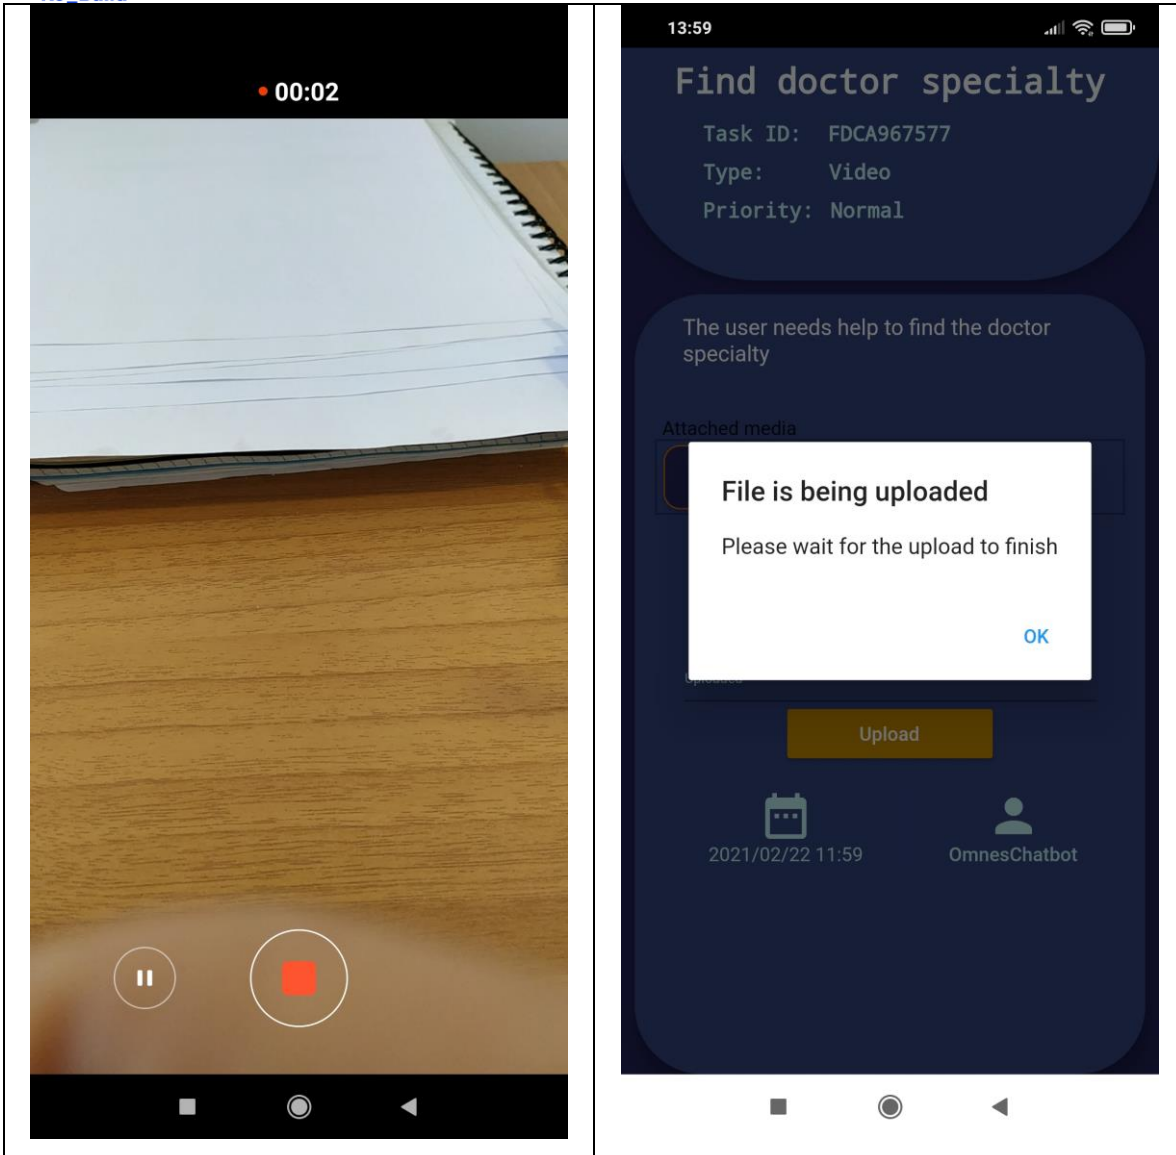 00:02
13:59
Find doctor specialty
Task ID: FDCA967577
Type: Video
Priority: Normal
The user needs help to find the doctor
specialty
Attached media
File is being uploaded
Please wait for the upload to finish
OK
Uploaded
Upload
2021/02/22 11:59
OmnesChatbot